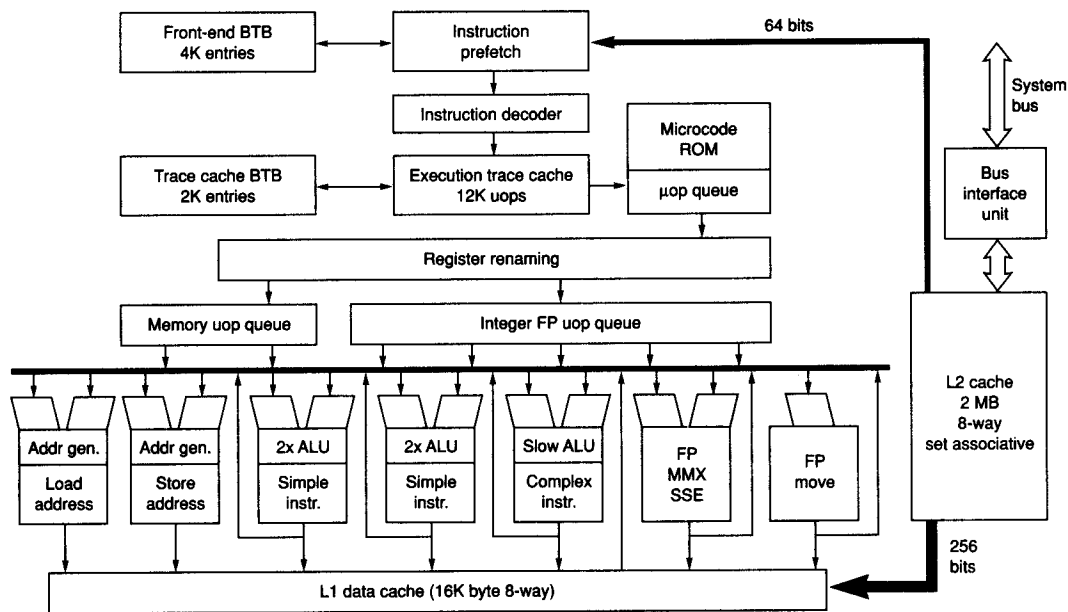 Front-end BTB
4K entries
Instruction
prefetch
64 bits
System
bus
Instruction decoder
Microcode
ROM
Trace cache BTB
2K entries
Execution trace cache
12K uops
µop queue
Bus
interface
unit
Register renaming
Memory uop queue
Integer FP uop queue
L2 cache
2 MB
8-way
set associative
Addr gen.
Load
address
Addr gen.
Store
address
2x ALU
Simple
instr.
2x ALU
Simple
instr.
Slow ALU
Complex
instr.
FP
MMX
SSE
FP
move
256
bits
L1 data cache (16K byte 8-way)